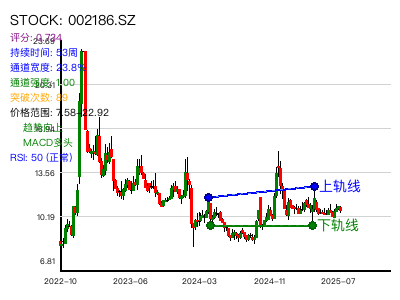 STOCK: 002186.SZ
评分: 0.734
持续时间: 53周
通道宽度: 23.8%
通道强度: 1.00
突破次数:
价格范围: 7.58-22.92
趋势向上
MACD多头
RSI: 50 (正常)
13.56
上轨线
10.19
下轨线
6.81
2022-10
2023-06
2024-03
2024-11
2025-07